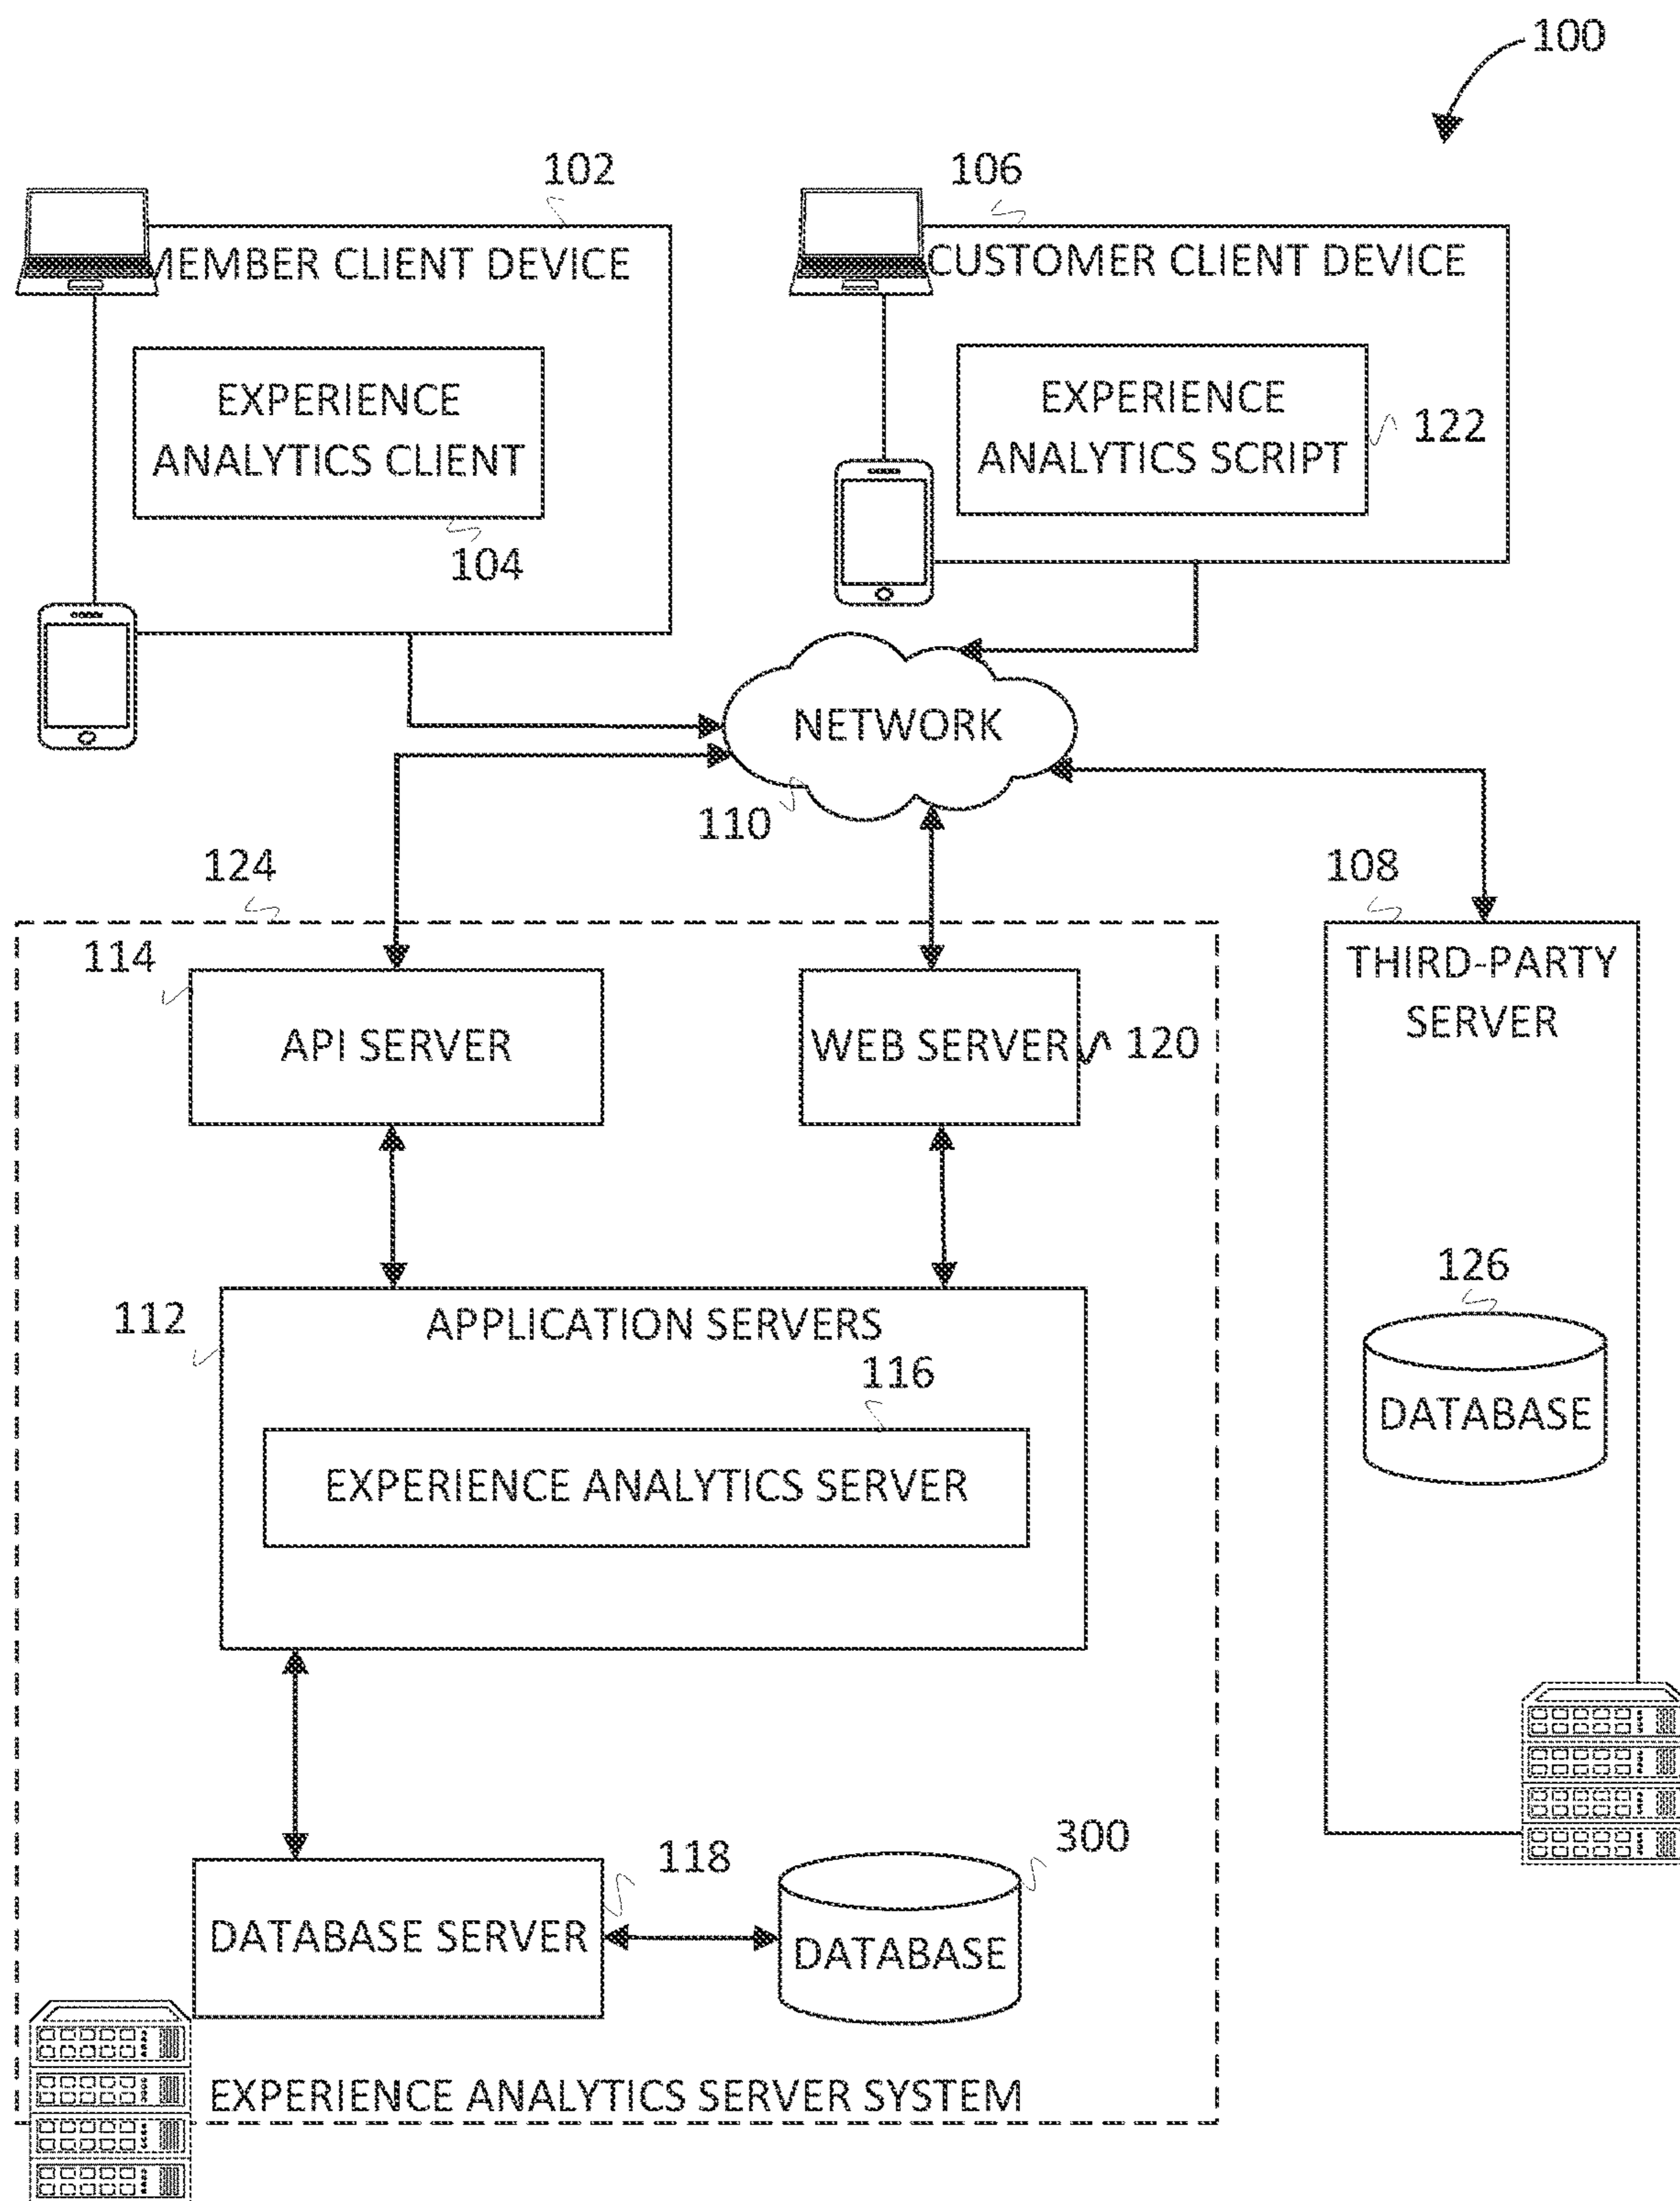 100
102
106
MEMBER CLIENT DEVICE
CUSTOMER CLIENT DEVICE
EXPERIENCE
ANALYTICS CLIENT
104
EXPERIENCE
ANALYTICS SCRIPT
122
NETWORK
110
124
108
114
API SERVER
WEB SERVER
120
THIRD-PARTY
SERVER
126
DATABASE
112
APPLICATION SERVERS
116
EXPERIENCE ANALYTICS SERVER
118
300
DATABASE SERVER
DATABASE
EXPERIENCE ANALYTICS SERVER SYSTEM